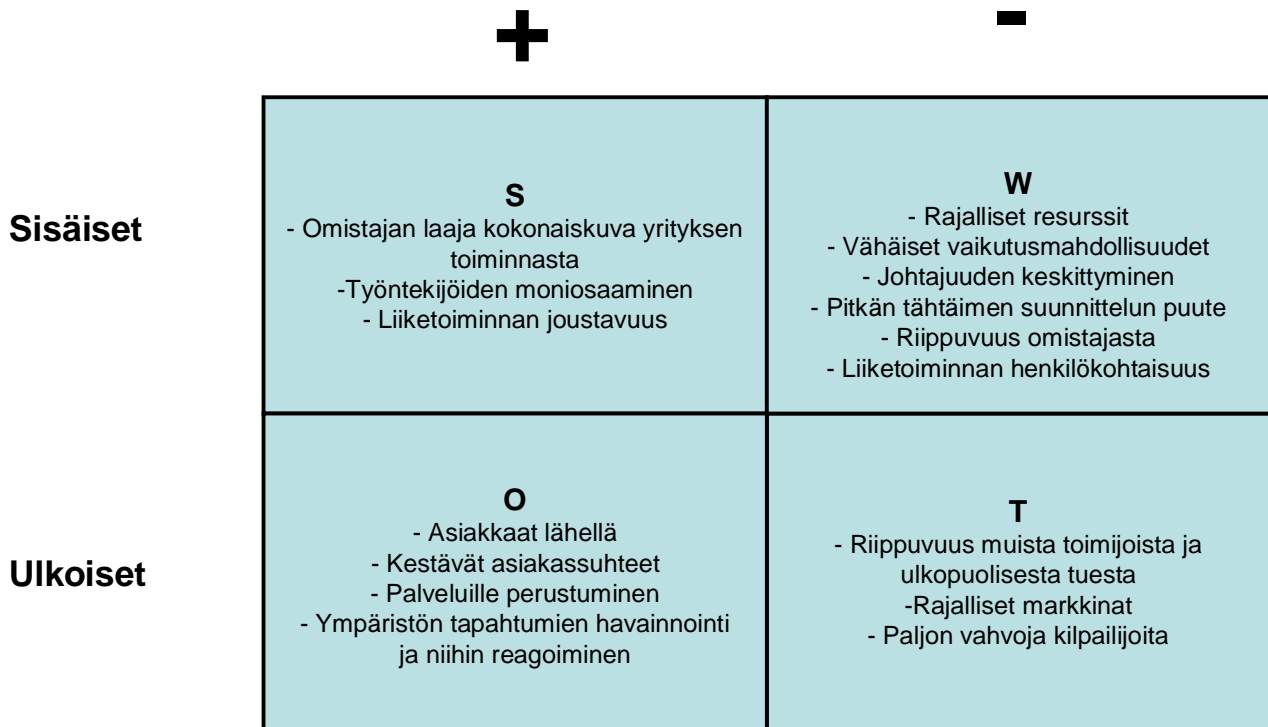 +
-
Sisäiset
S
- Omistajan laaja kokonaiskuva yrityksen
toiminnasta
-Työntekijöiden moniosaaminen
- Liiketoiminnan joustavuus
W
- Rajalliset resurssit
- Vähäiset vaikutusmahdollisuudet
- Johtajuuden keskittyminen
- Pitkän tähtäimen suunnittelun puute
- Riippuvuus omistajasta
- Liiketoiminnan henkilökohtaisuus
Ulkoiset
O
- Asiakkaat lähellä
- Kestävät asiakassuhteet
- Palveluille perustuminen
- Ympäristön tapahtumien havainnointi
ja niihin reagoiminen
T
- Riippuvuus muista toimijoista ja
ulkopuolisesta tuesta
-Rajalliset markkinat
- Paljon vahvoja kilpailijoita